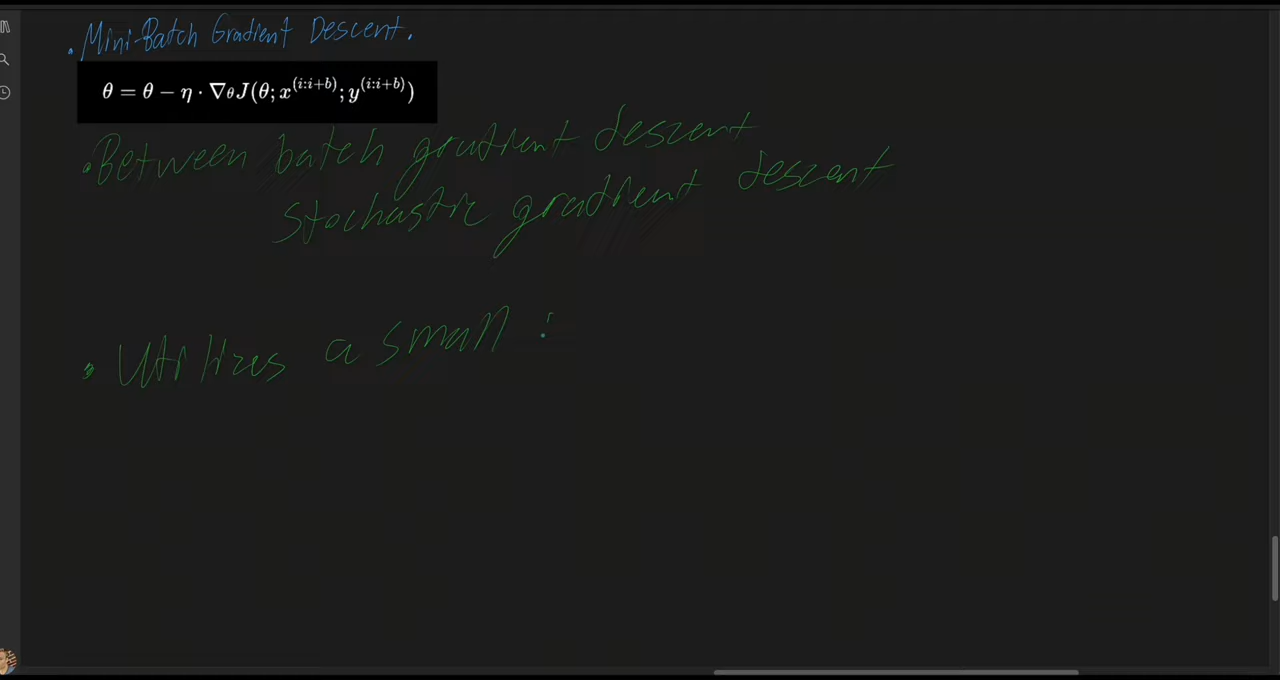 . Mini-Batch Gradient Descent.
θ = θ − η · ∇θJ(θ; x^(i:i+b); y^(i:i+b))
• Between batch gradient descent
stochastic gradient descent
• Utilizes a small